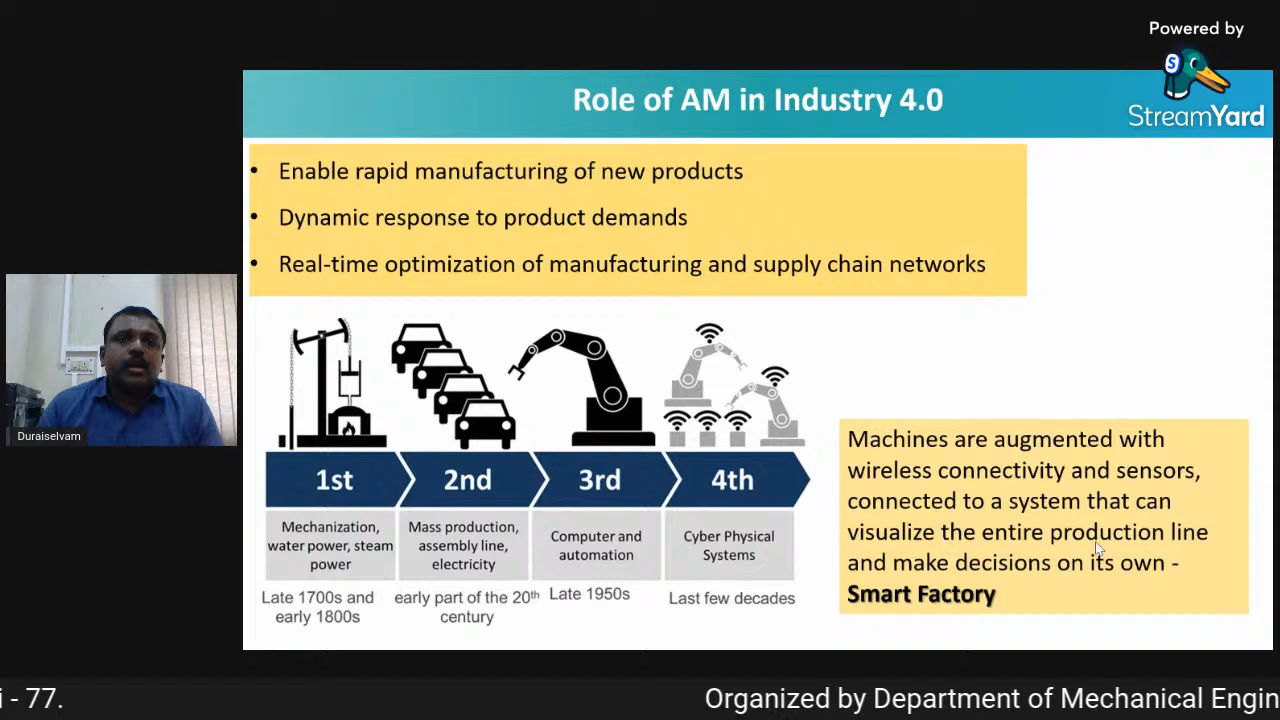 Powered by
StreamYard
Role of AM in Industry 4.0
• Enable rapid manufacturing of new products
• Dynamic response to product demands
• Real-time optimization of manufacturing and supply chain networks
Duraiselvam
1st
2nd
3rd
4th
Mechanization,
water power, steam
power
Mass production,
assembly line,
electricity
Computer and
automation
Cyber Physical
Systems
Late 1700s and
early 1800s
early part of the 20th
century
Late 1950s
Last few decades
Machines are augmented with
wireless connectivity and sensors,
connected to a system that can
visualize the entire production line
and make decisions on its own -
Smart Factory
i - 77.
Organized by Department of Mechanical Engin